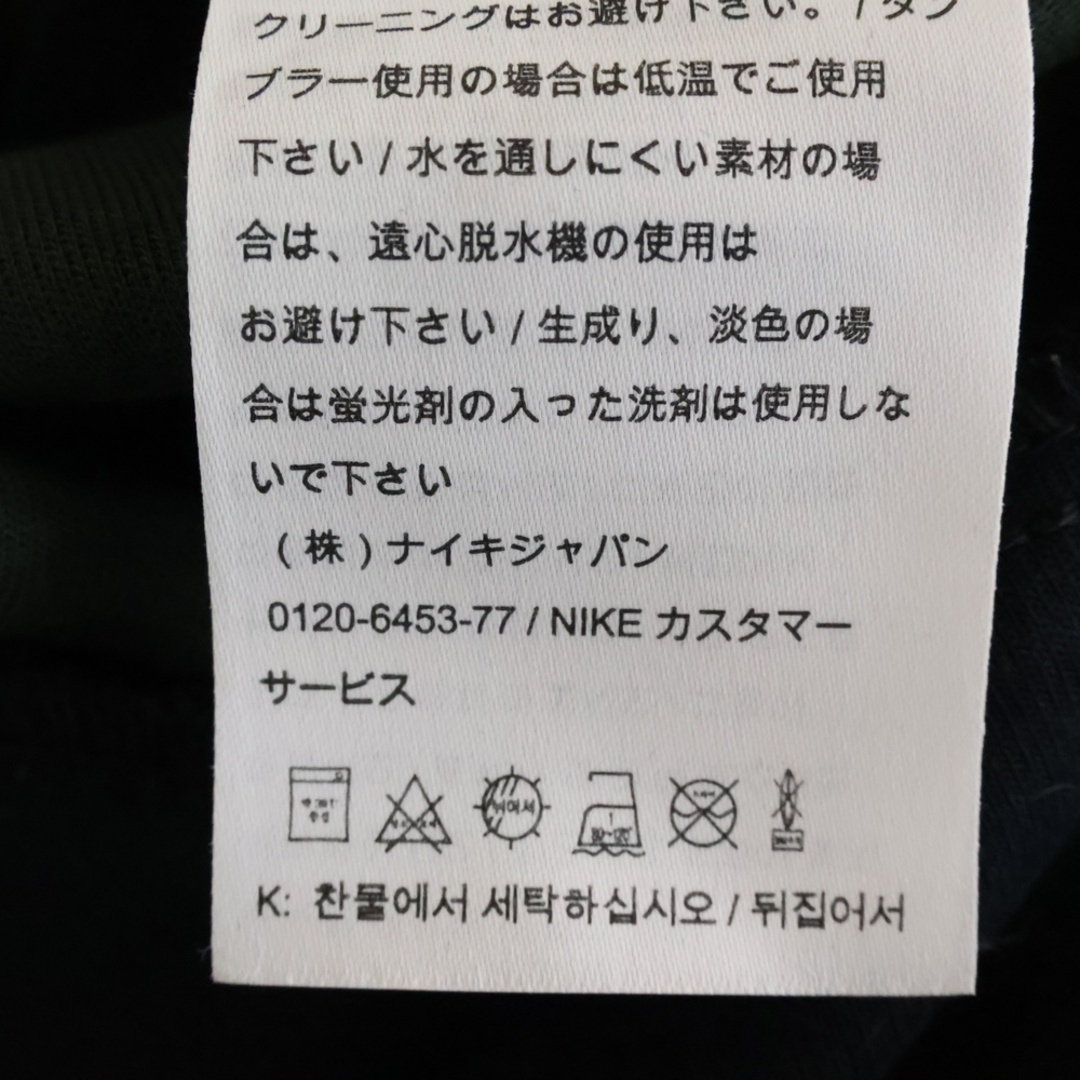 クリーニングはお避け下さい。/ タン
ブラー使用の場合は低温でご使用
下さい / 水を通しにくい素材の場
合は、遠心脱水機の使用は
お避け下さい / 生成り、淡色の場
合は蛍光剤の入った洗剤は使用しな
いで下さい
(株)ナイキジャパン
0120-6453-77 / NIKE カスタマー
サービス
뉘어서
K: 찬물에서 세탁하십시오 / 뒤집어서